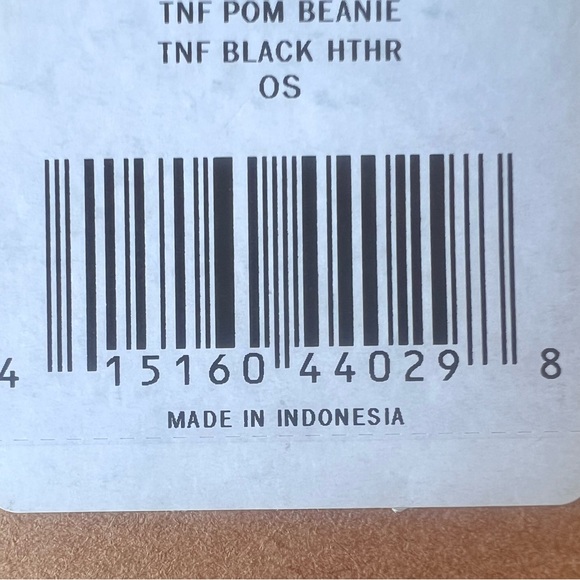 TNF POM BEANIE
TNF BLACK HTHR
OS
4 15160 44029 8
MADE IN INDONESIA